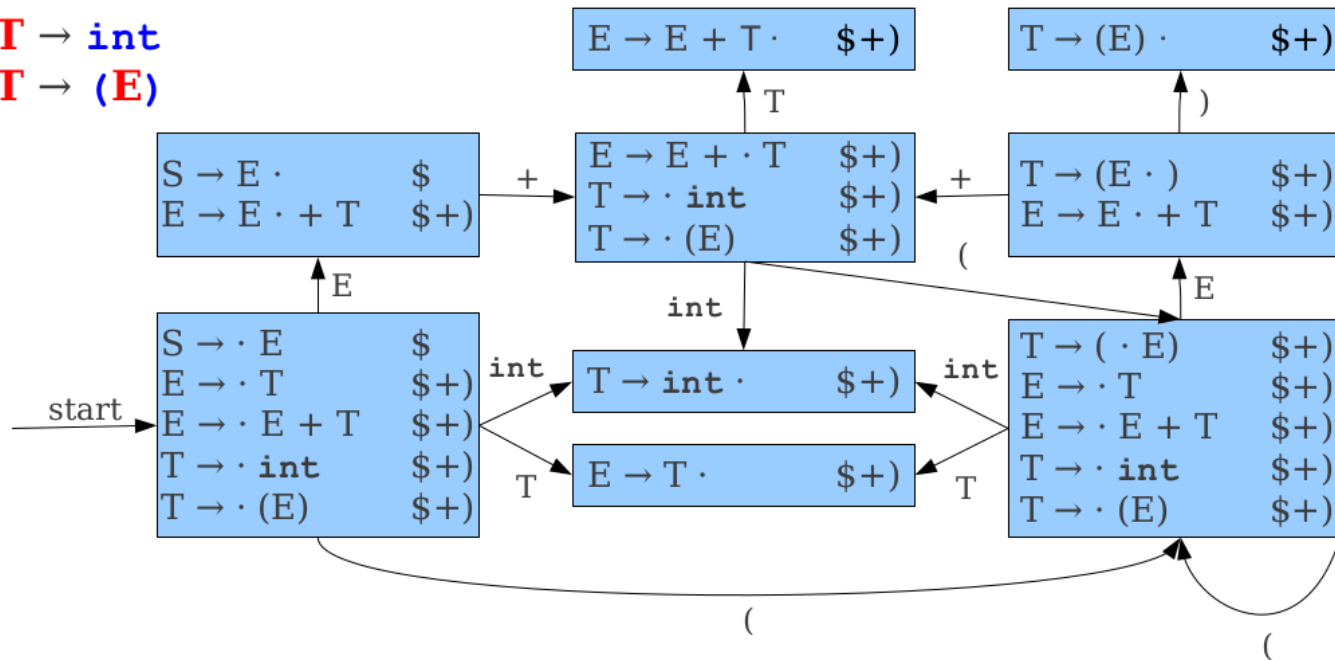 T → int
T → (E)
E → E + T · $+)
T → (E) · $+)
T
)
S → E · $
E → E · + T $+)
+
E → E + · T $+)
T → · int $+)
T → · (E) $+)
+
T → (E · ) $+)
E → E · + T $+)
E
int
(
E
start
S → · E $
E → · T $+)
E → · E + T $+)
T → · int $+)
T → · (E) $+)
int
T
T → int · $+)
E → T · $+)
int
T
T → ( · E) $+)
E → · T $+)
E → · E + T $+)
T → · int $+)
T → · (E) $+)
(
(